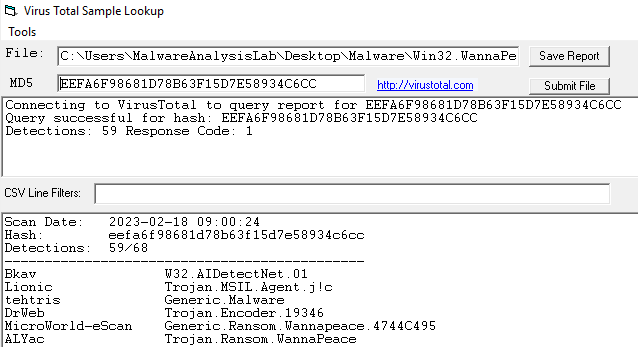 Virus Total Sample Lookup
Tools
File: C:\Users\MalwareAnalysisLab\Desktop\Malware\Win32.WannaPe Save Report
MD5 EEFA6F98681D78B63F15D7E58934C6CC http://virustotal.com Submit File
Connecting to VirusTotal to query report for EEFA6F98681D78B63F15D7E58934C6CC
Query successful for hash: EEFA6F98681D78B63F15D7E58934C6CC
Detections: 59 Response Code: 1
CSV Line Filters:
Scan Date: 2023-02-18 09:00:24
Hash: eefa6f98681d78b63f15d7e58934c6cc
Detections: 59/68
---------------------------------------------
Bkav W32.AIDetectNet.01
Lionic Trojan.MSIL.Agent.j!c
tehtris Generic.Malware
DrWeb Trojan.Encoder.19346
MicroWorld-eScan Generic.Ransom.Wannapeace.4744C495
ALYac Trojan.Ransom.WannaPeace